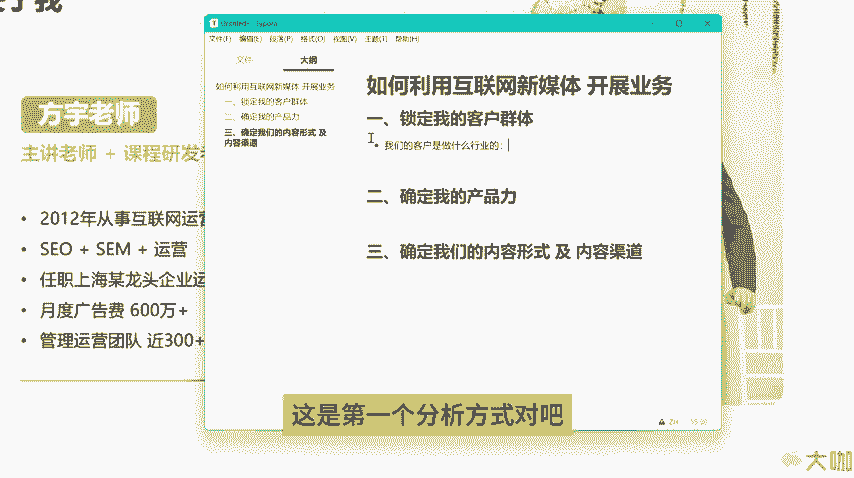 于我
方宇老师
主讲老师 + 课程研发
• 2012年从事互联网运营
• SEO + SEM + 运营
• 任职上海某龙头企业运
• 月度广告费 600万+
• 管理运营团队 近300+
文件(F) 编辑(E) 段落(P) 格式(O) 视图(V) 主题(T) 帮助(H)
文件 大纲
如何利用互联网新媒体 开展业务
一、锁定我的客户群体
二、确定我的产品力
三、确定我们的内容形式 及
内容渠道
如何利用互联网新媒体 开展业务
一、锁定我的客户群体
• 我们的客户是做什么行业的:
二、确定我的产品力
三、确定我们的内容形式 及 内容渠道
这是第一个分析方式对吧
大咖